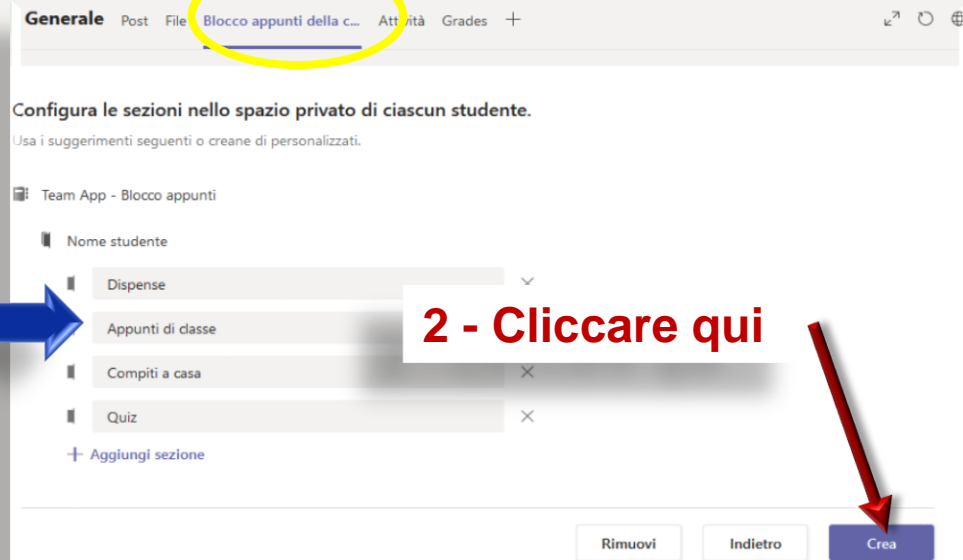 Generale Post File Blocco appunti della c... Attività Grades +
Configura le sezioni nello spazio privato di ciascun studente.
Usa i suggerimenti seguenti o creane di personalizzati.
Team App - Blocco appunti
Nome studente
Dispense
Appunti di classe
2 - Cliccare qui
Compiti a casa
Quiz
+ Aggiungi sezione
Rimuovi Indietro Crea